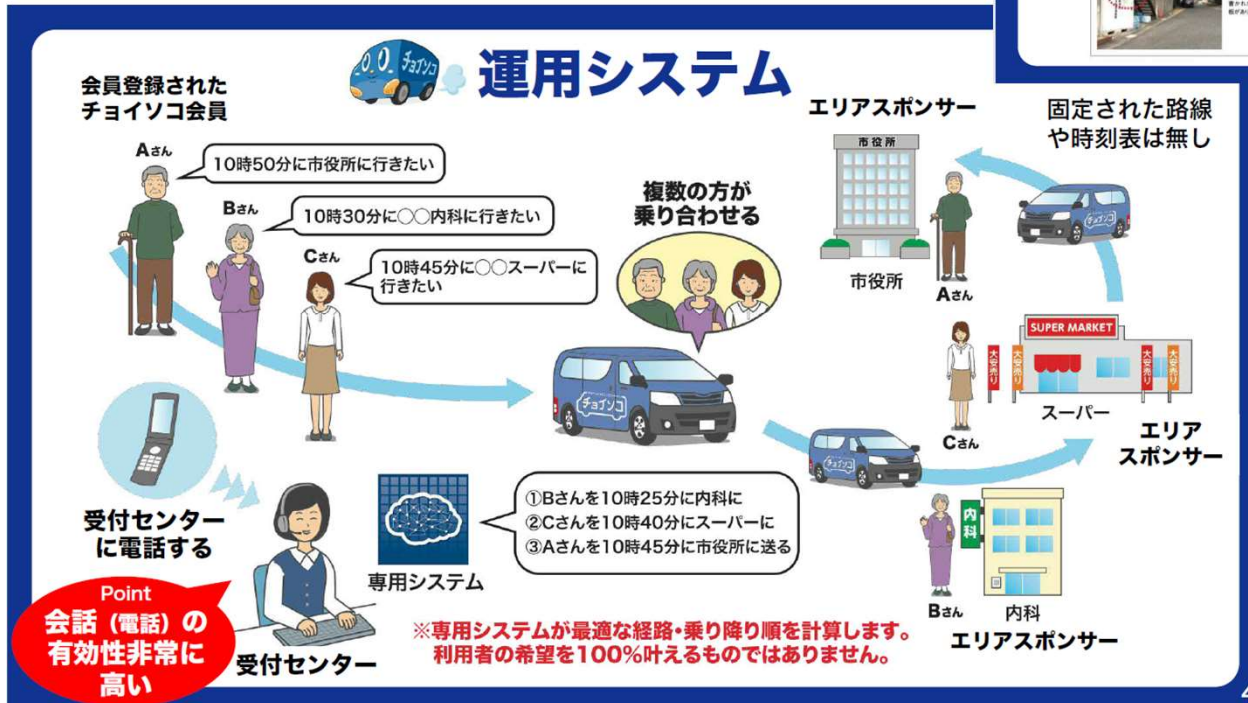 チョイソコ
運用システム
会員登録された
チョイソコ会員
Aさん
10時50分に市役所に行きたい
Bさん
10時30分に○○内科に行きたい
Cさん
10時45分に○○スーパーに
行きたい
複数の方が
乗り合わせる
チョイソコ
受付センター
に電話する
Point
会話（電話）の
有効性非常に
高い
受付センター
専用システム
①Bさんを10時25分に内科に
②Cさんを10時40分にスーパーに
③Aさんを10時45分に市役所に送る
※専用システムが最適な経路・乗り降り順を計算します。
利用者の希望を100%叶えるものではありません。
エリアスポンサー
市役所
市役所
Aさん
固定された路線
や時刻表は無し
チョイソコ
SUPER MARKET
大安売り
大安売り
大安売り
大安売り
スーパー
Cさん
エリア
スポンサー
チョイソコ
内科
Bさん
内科
エリアスポンサー